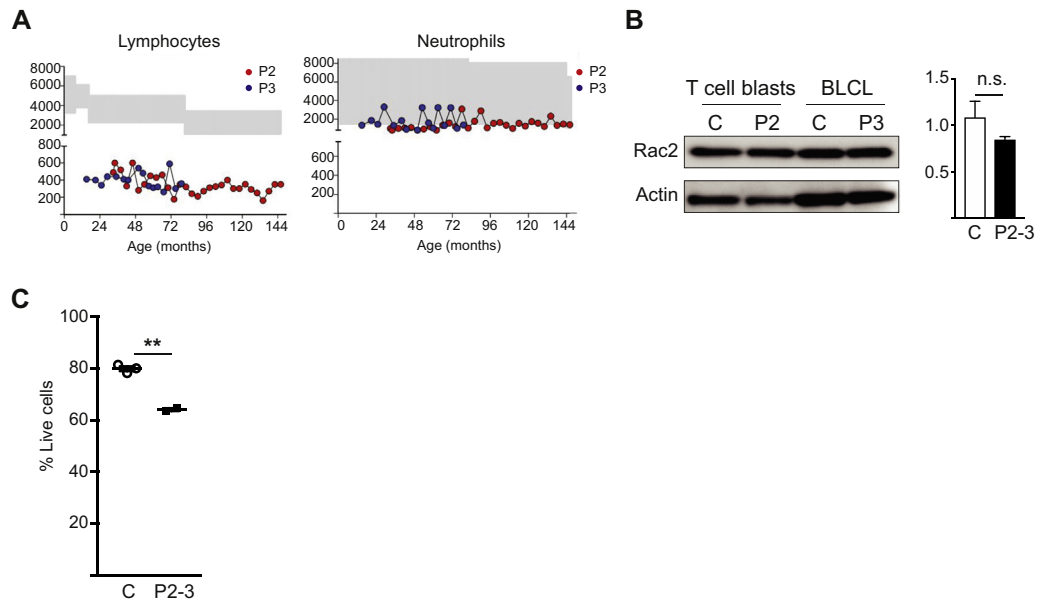 A
Lymphocytes
8000
6000
4000
2000
800
600
400
200
0 24 48 72 96 120 144
Age (months)
P2
P3
Neutrophils
8000
6000
4000
2000
600
400
200
0 24 48 72 96 120 144
Age (months)
P2
P3
B
T cell blasts BLCL
C P2 C P3
Rac2
Actin
1.5
1.0
0.5
n.s.
C P2-3
C
% Live cells
100
80
60
40
20
**
C P2-3